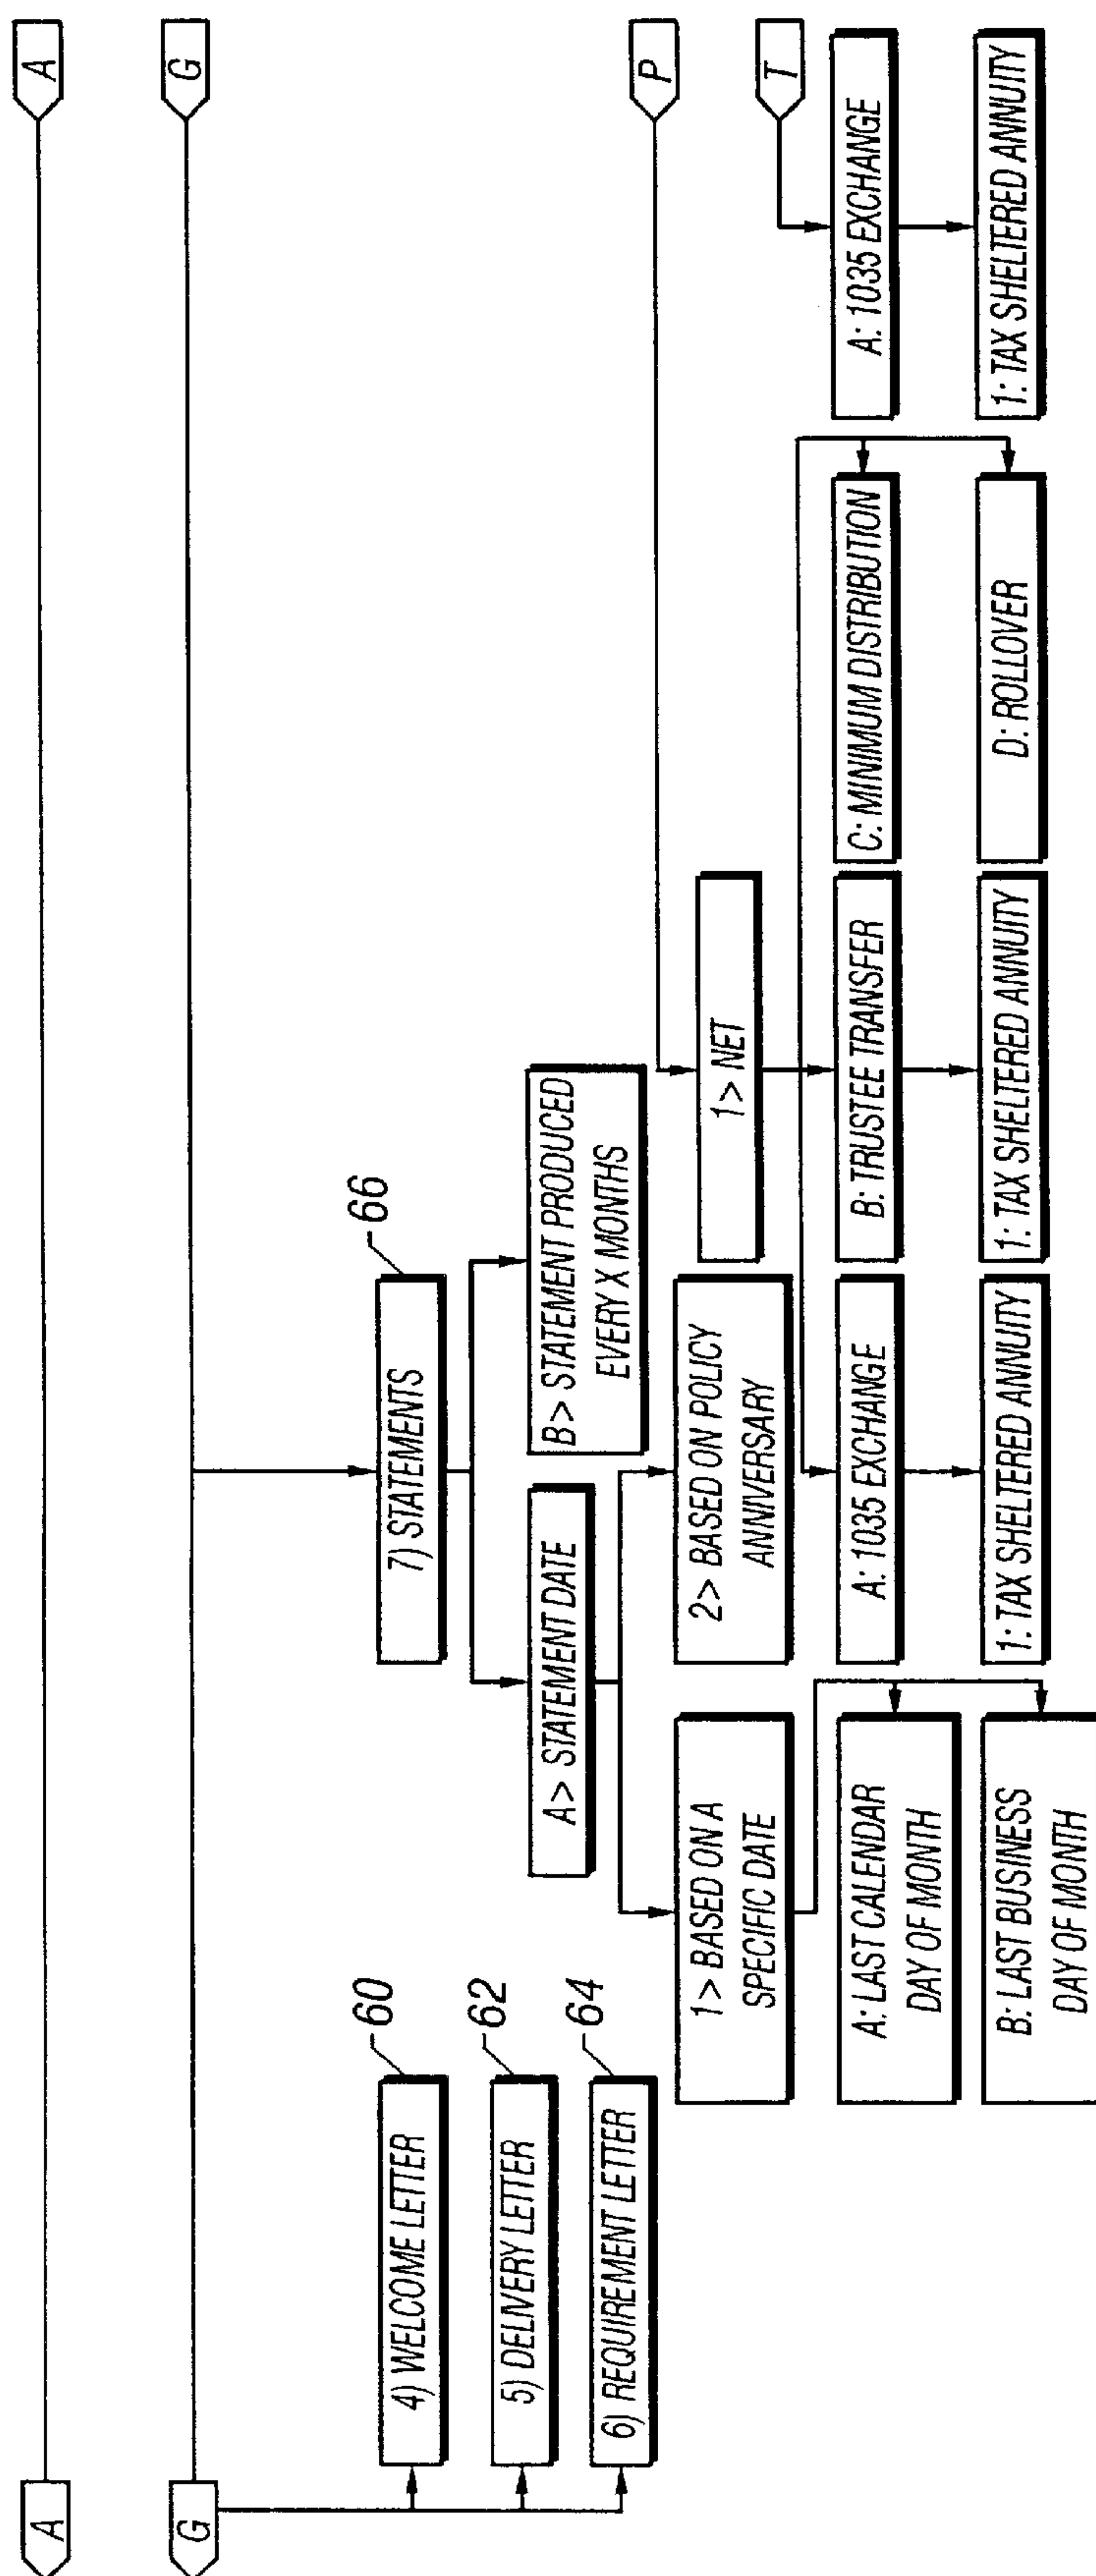 A
A
G
G
4) WELCOME LETTER
60
5) DELIVERY LETTER
62
6) REQUIREMENT LETTER
64
7) STATEMENTS
66
A> STATEMENT DATE
B> STATEMENT PRODUCED
EVERY X MONTHS
1> BASED ON A
SPECIFIC DATE
A: LAST CALENDAR
DAY OF MONTH
B: LAST BUSINESS
DAY OF MONTH
2> BASED ON POLICY
ANNIVERSARY
P
1> NET
A: 1035 EXCHANGE
1: TAX SHELTERED ANNUITY
B: TRUSTEE TRANSFER
1: TAX SHELTERED ANNUITY
C: MINIMUM DISTRIBUTION
D: ROLLOVER
T
A: 1035 EXCHANGE
1: TAX SHELTERED ANNUITY